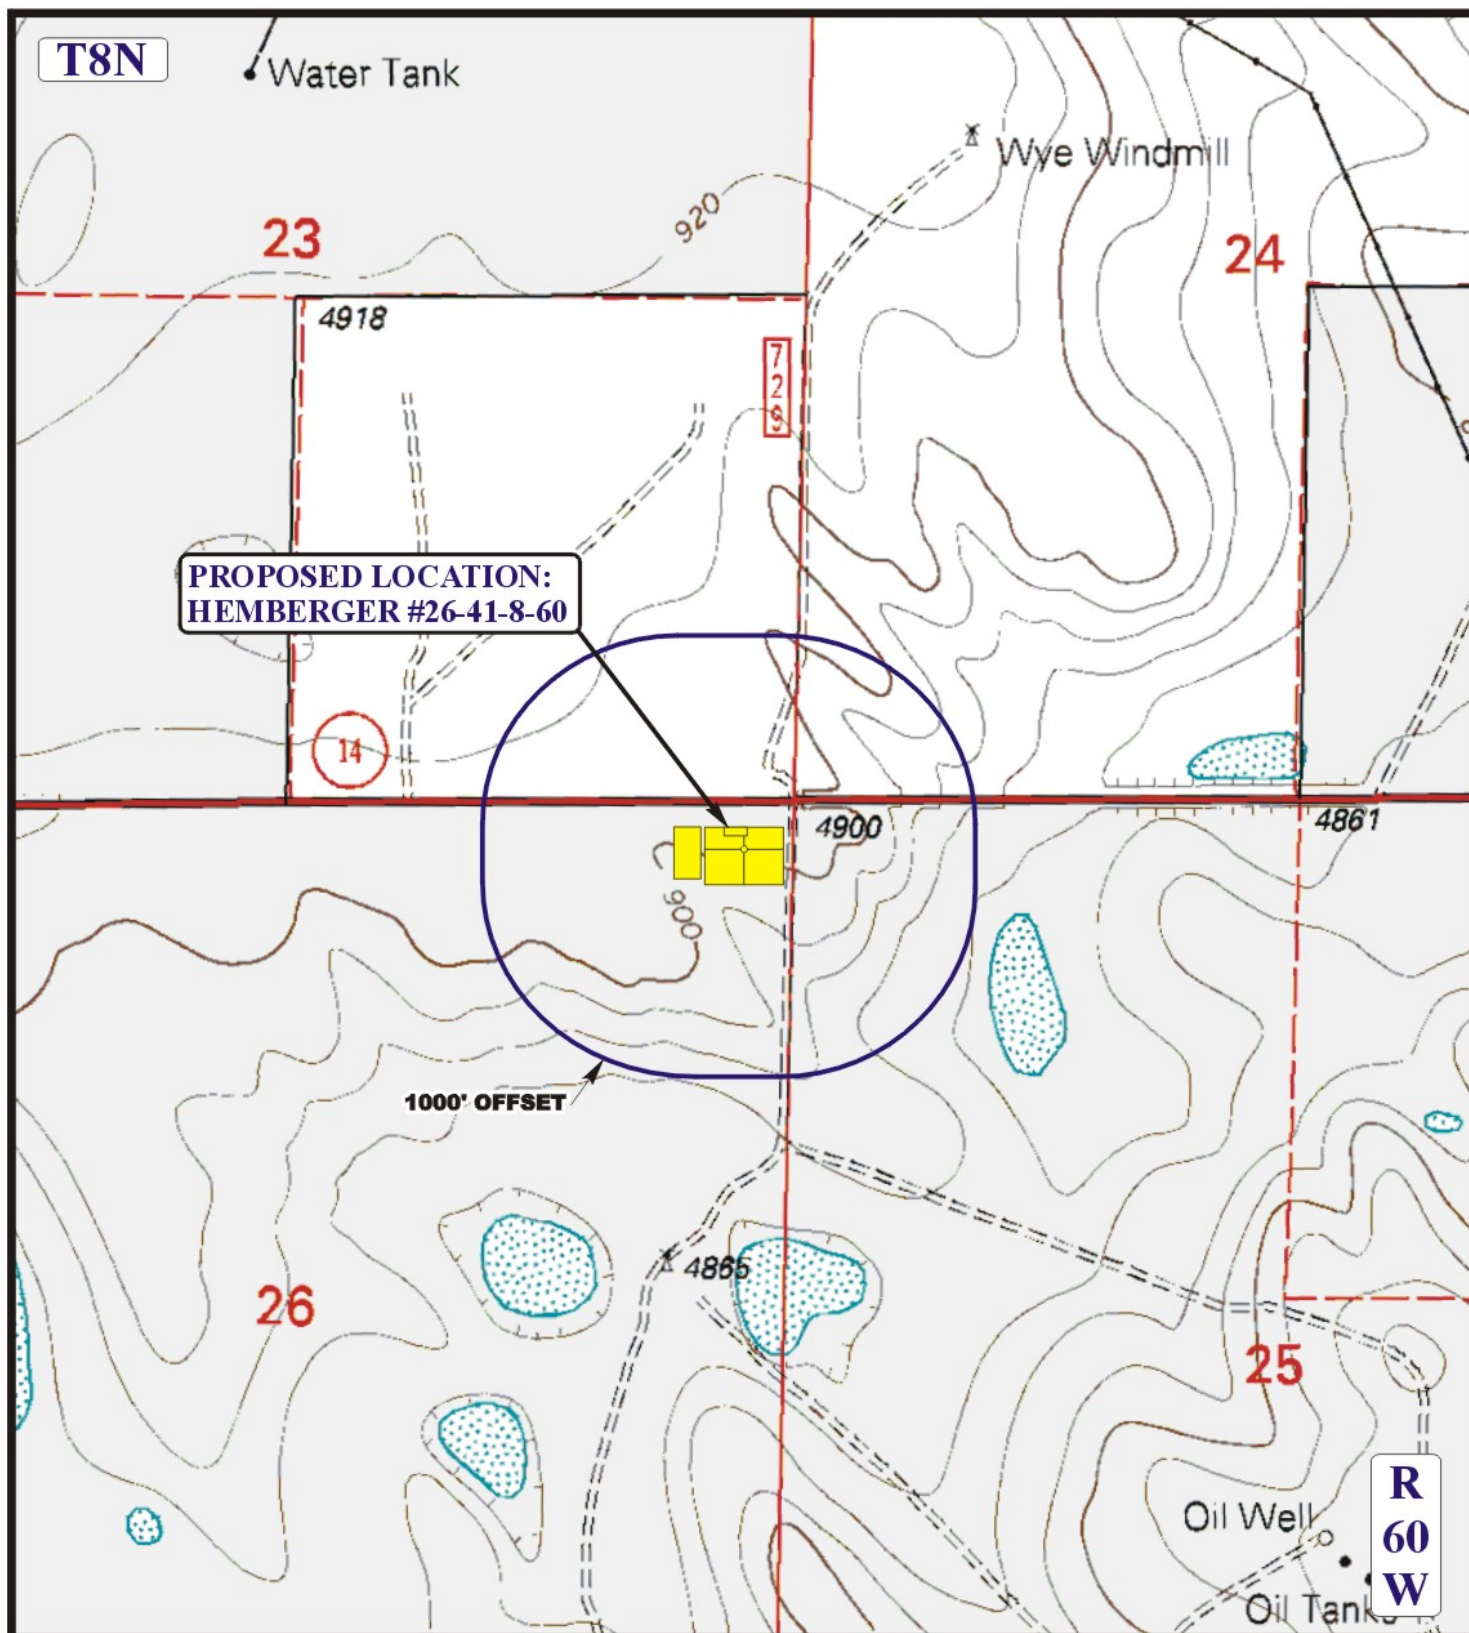 T8N
Water Tank
Wye Windmill
920
23
24
4918
729
PROPOSED LOCATION:
HEMBERGER #26-41-8-60
14
4900
4861
900
1000' OFFSET
4865
26
25
Oil Well
R
60
W
Oil Tanks